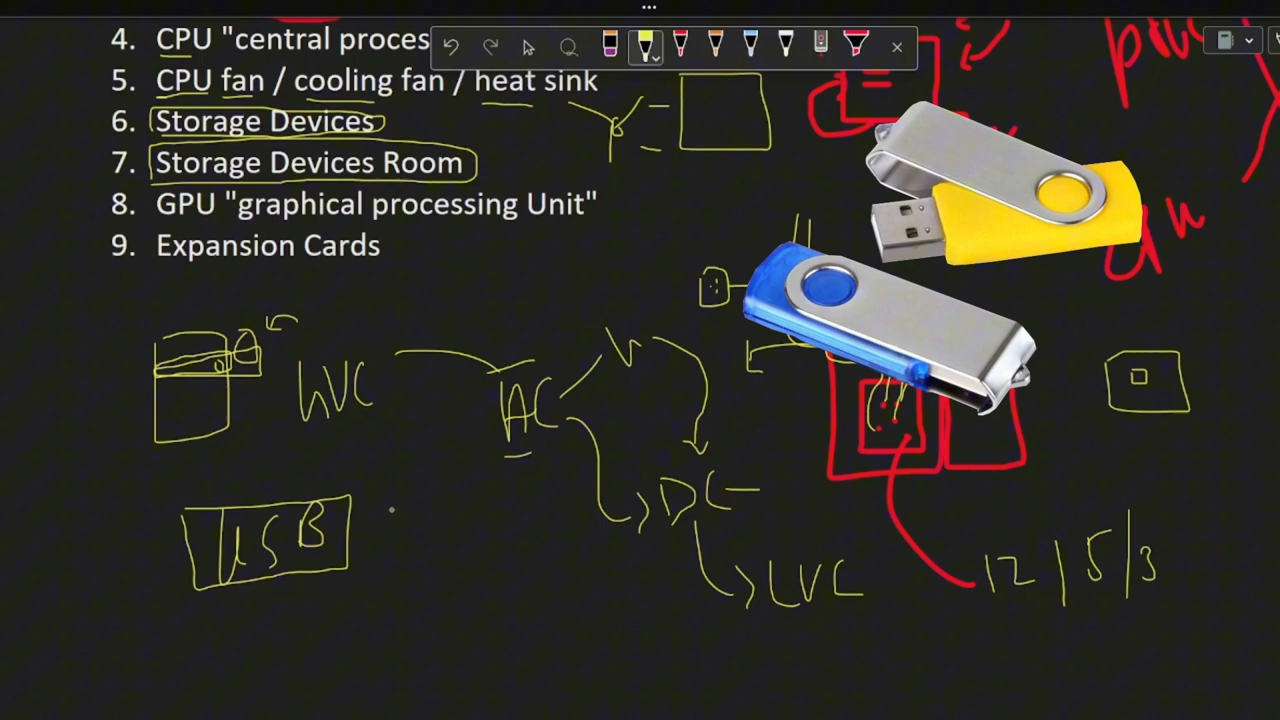 4. CPU "central proces
5. CPU fan / cooling fan / heat sink
6. Storage Devices
7. Storage Devices Room
8. GPU "graphical processing Unit"
9. Expansion Cards
HVC
AC
DC
LVC
USB
12 / 5 / 3